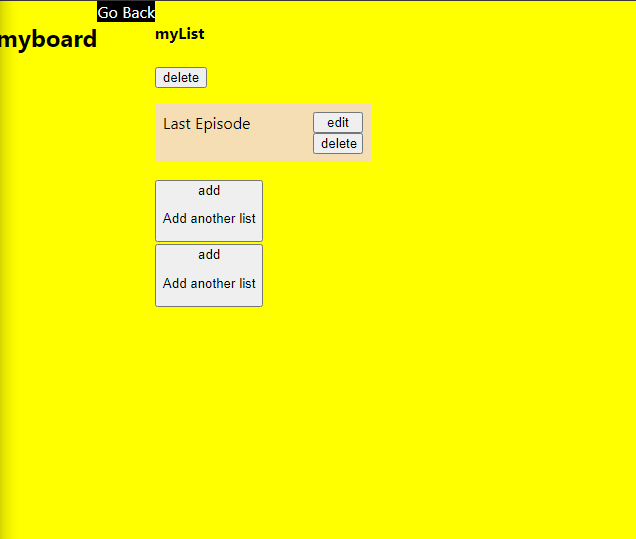 Go Back
myboard
myList
delete
Last Episode
edit
delete
add
Add another list
add
Add another list